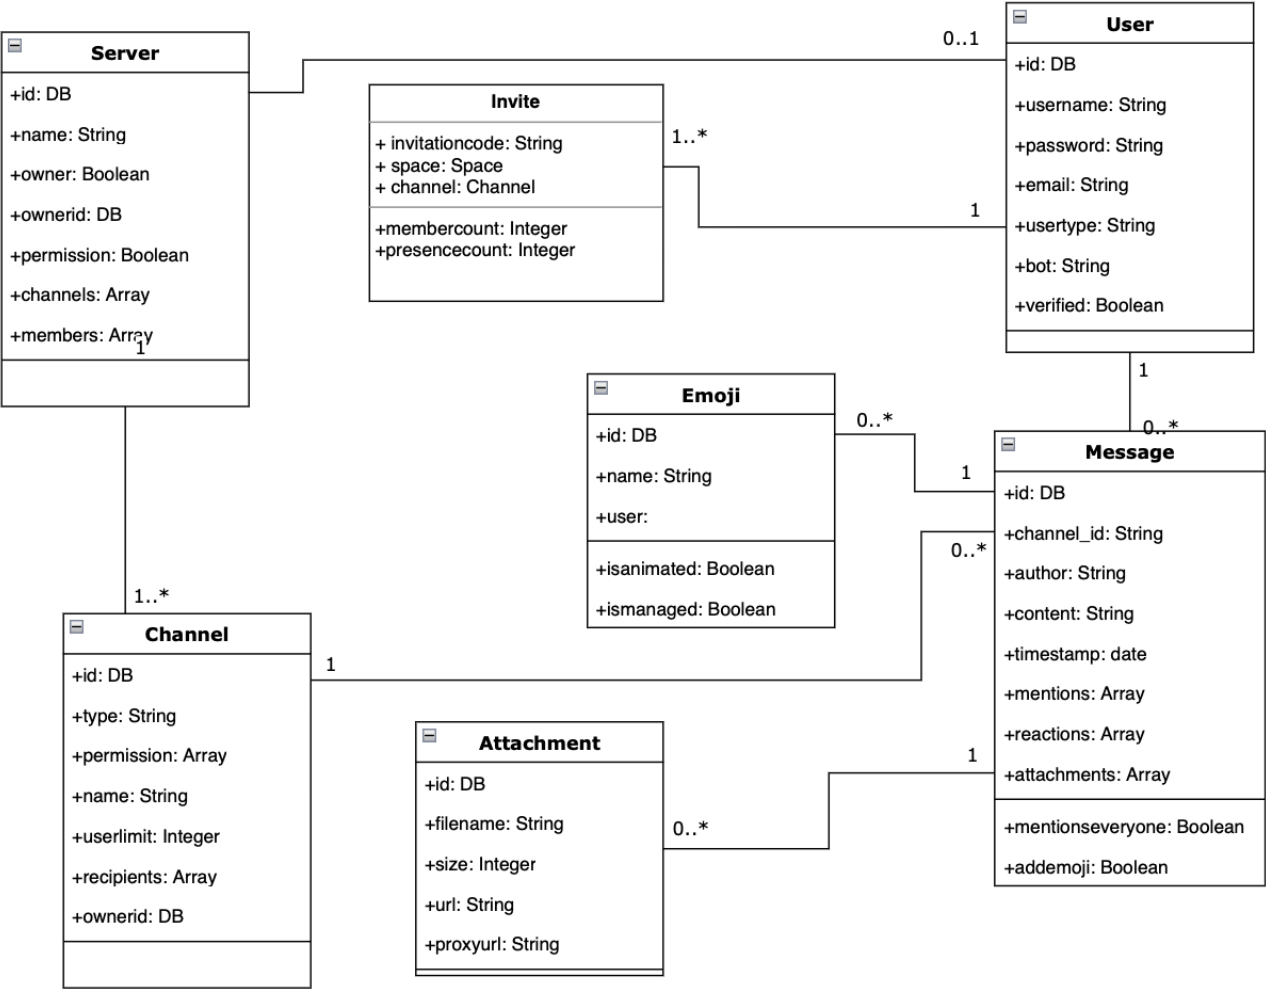 Server
+id: DB
+name: String
+owner: Boolean
+ownerid: DB
+permission: Boolean
+channels: Array
+members: Array
1
0..1
User
+id: DB
+username: String
+password: String
+email: String
+usertype: String
+bot: String
+verified: Boolean
Invite
+ invitationcode: String
+ space: Space
+ channel: Channel
+membercount: Integer
+presencecount: Integer
1..*
1
1
0..*
Emoji
+id: DB
+name: String
+user:
+isanimated: Boolean
+ismanaged: Boolean
0..*
1
Message
+id: DB
+channel_id: String
+author: String
+content: String
+timestamp: date
+mentions: Array
+reactions: Array
+attachments: Array
+mentionseveryone: Boolean
+addemoji: Boolean
0..*
1..*
Channel
+id: DB
+type: String
+permission: Array
+name: String
+userlimit: Integer
+recipients: Array
+ownerid: DB
1
Attachment
+id: DB
+filename: String
+size: Integer
+url: String
+proxyurl: String
0..*
1